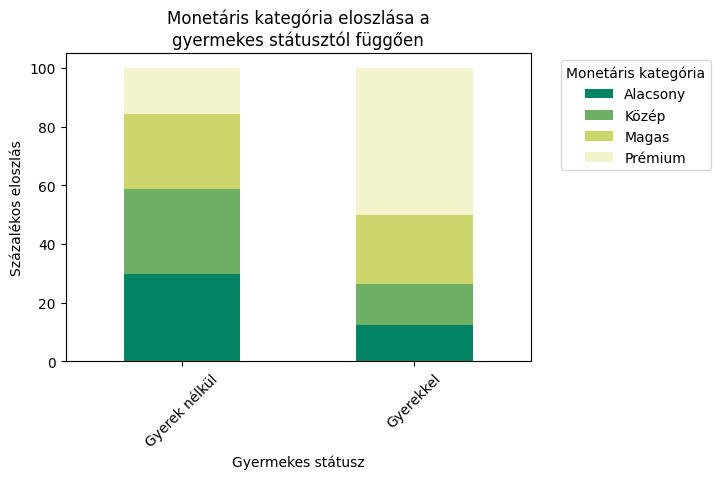 Monetáris kategória eloszlása a
gyermekes státusztól függően
100
80
60
40
20
0
Százalékos eloszlás
Gyerek nélkül
Gyerekkel
Gyermekes státusz
Monetáris kategória
Alacsony
Közép
Magas
Prémium